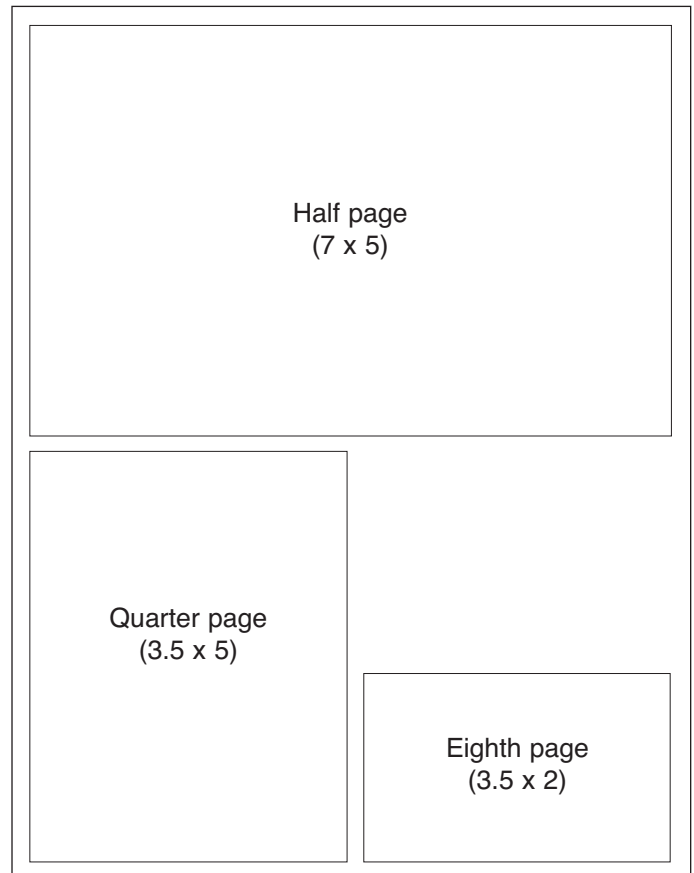 Half page
(7 x 5)
Quarter page
(3.5 x 5)
Eighth page
(3.5 x 2)